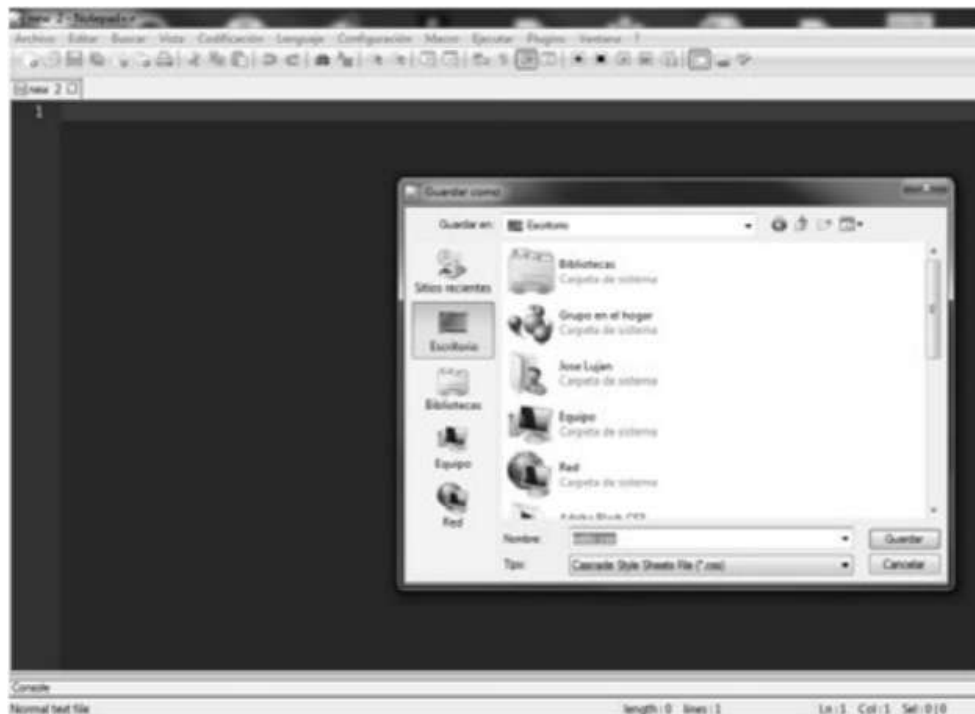 new 2 - Notepad++
Archivo Editar Buscar Vista Codificación Lenguaje Configuración Macro Ejecutar Plugins Ventana ?
new 2
1
Guardar como
Guardar en: Escritorio
Sitios recientes
Escritorio
Bibliotecas
Equipo
Red
Bibliotecas
Carpeta de sistema
Grupo en el hogar
Carpeta de sistema
Jose Lujan
Carpeta de sistema
Equipo
Carpeta de sistema
Red
Carpeta de sistema
Adobe Flash CS5
Nombre:
Guardar
Tipo: Cascade Style Sheets File (*.css)
Cancelar
Console
Normal text file
length : 0 lines : 1
Ln : 1 Col : 1 Sel : 0 | 0